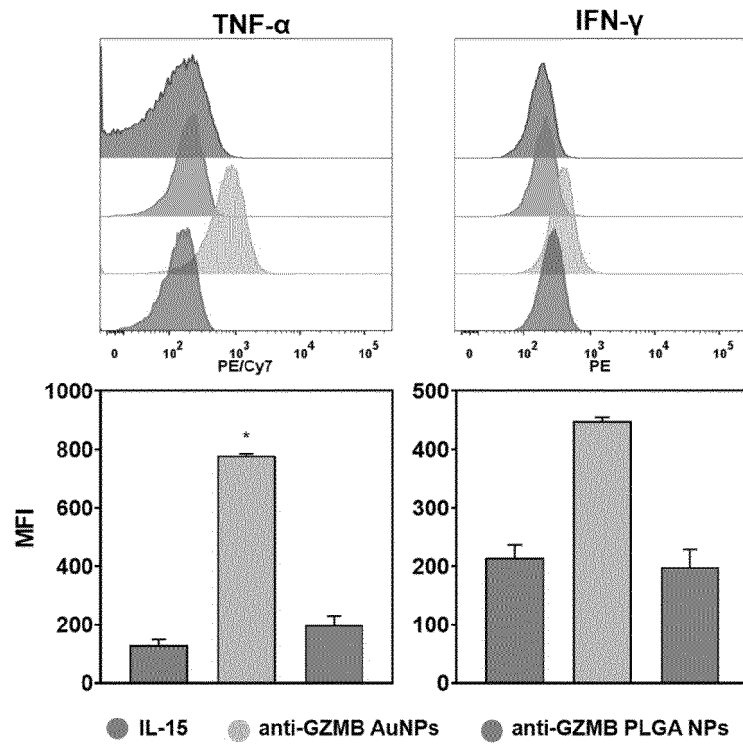 TNF-α IFN-γ
0 10² 10³ 10⁴ 10⁵ 0 10² 10³ 10⁴ 10⁵
PE/Cy7 PE
1000 500
800 * 400
600 300
MFI
400 200
200 100
0 0
IL-15 anti-GZMB AuNPs anti-GZMB PLGA NPs